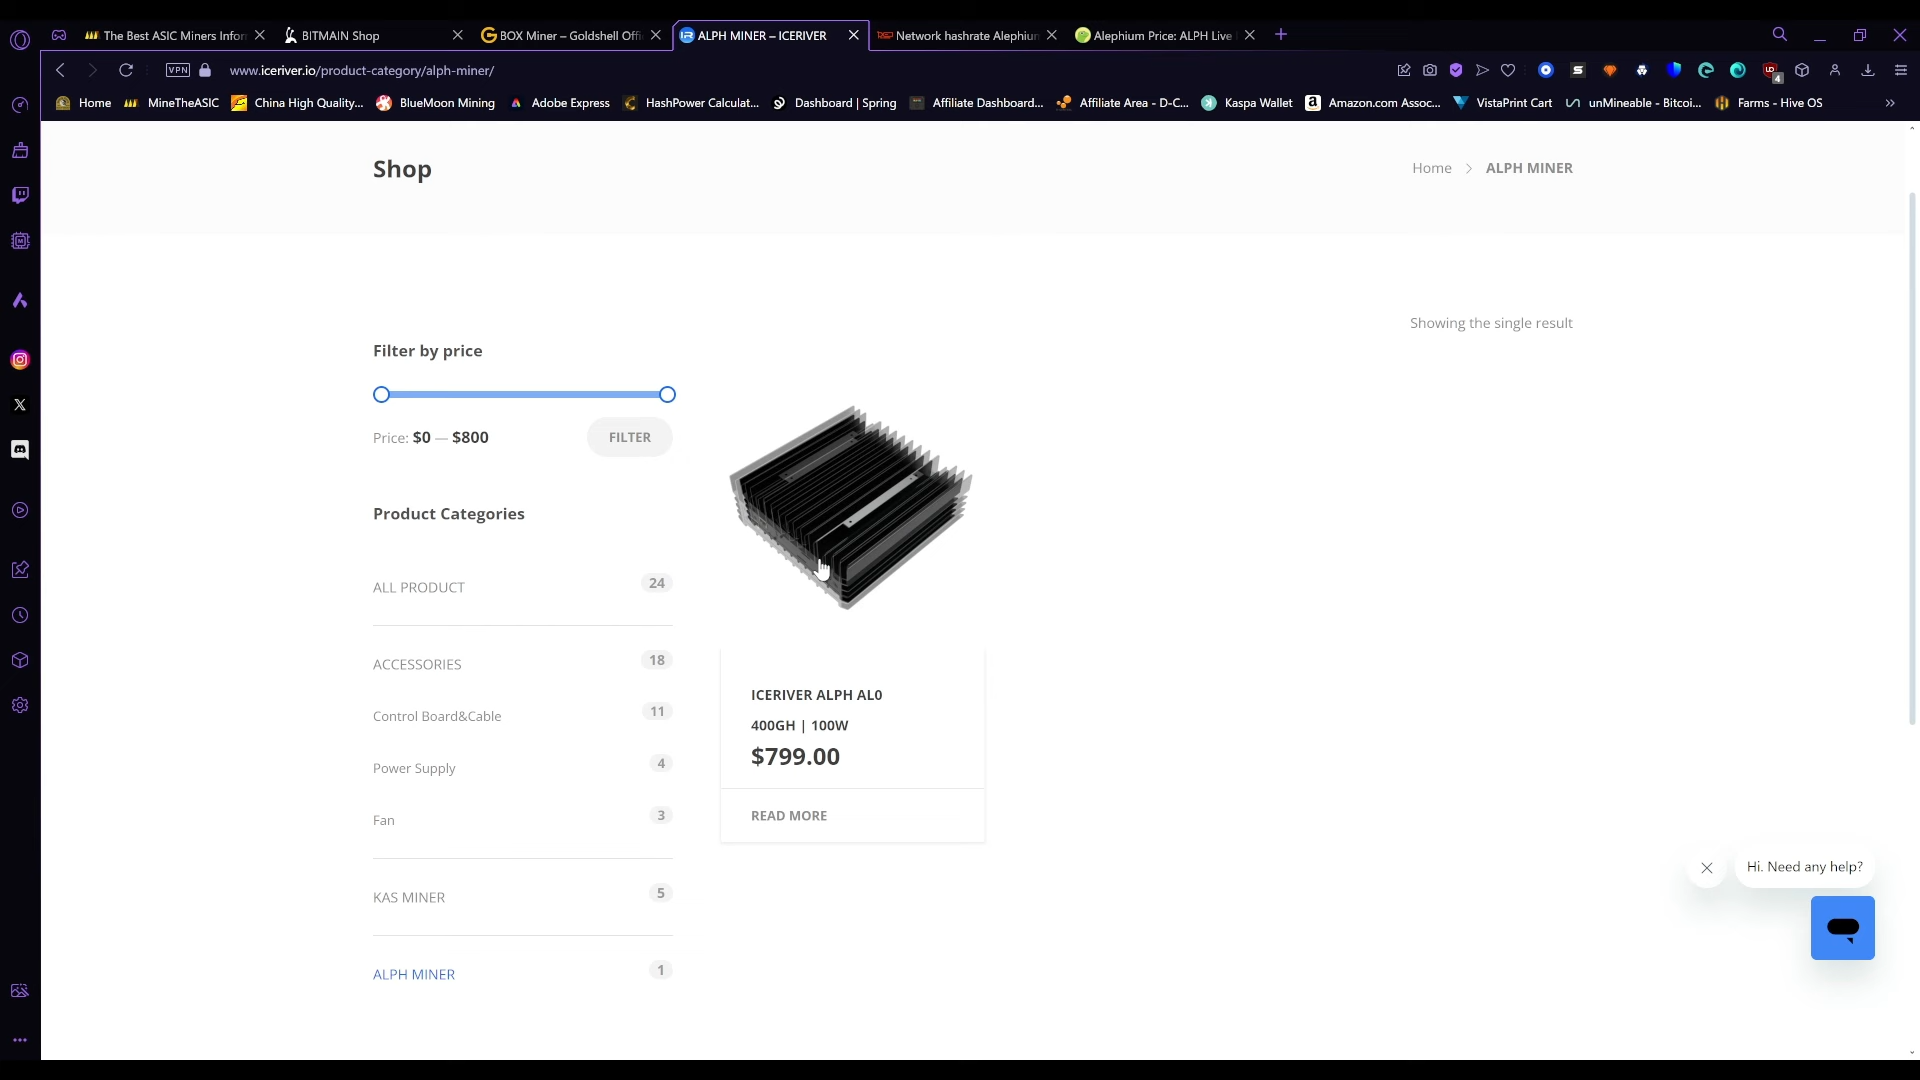 The Best ASIC Miners Infor
BITMAIN Shop
BOX Miner – Goldshell Offi
ALPH MINER – ICERIVER
Network hashrate Alephium
Alephium Price: ALPH Live
VPN
www.iceriver.io/product-category/alph-miner/
4
Home
MineTheASIC
China High Quality...
BlueMoon Mining
Adobe Express
HashPower Calculat...
Dashboard | Spring
Affiliate Dashboard...
Affiliate Area - D-C...
Kaspa Wallet
Amazon.com Assoc...
VistaPrint Cart
unMineable - Bitcoi...
Farms - Hive OS
Shop
Home > ALPH MINER
Showing the single result
Filter by price
Price: $0 — $800
FILTER
Product Categories
ALL PRODUCT 24
ACCESSORIES 18
Control Board&Cable 11
Power Supply 4
Fan 3
KAS MINER 5
ALPH MINER 1
ICERIVER ALPH AL0
400GH | 100W
$799.00
READ MORE
Hi. Need any help?